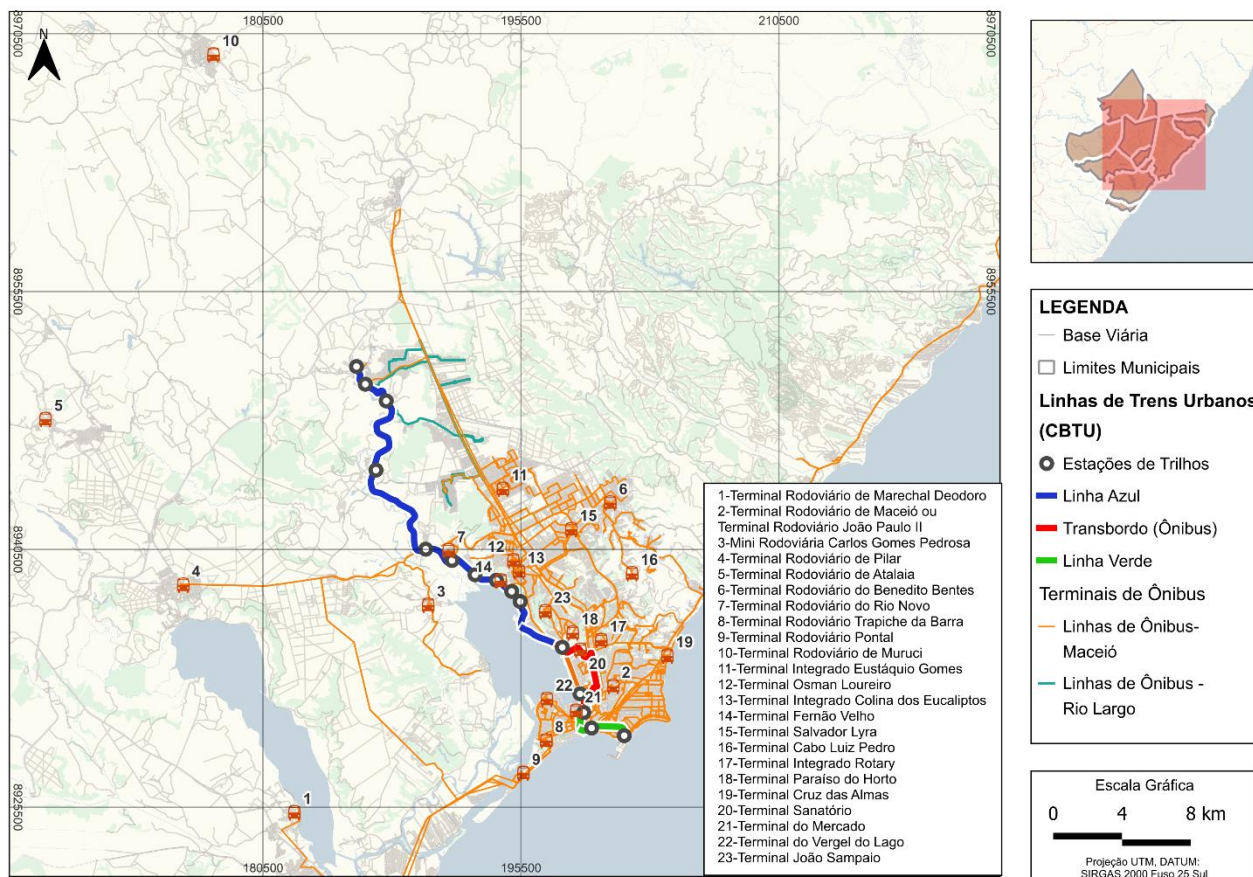 180500
195500
210500
8970500
8970500
N
10
8955500
8955500
5
11
6
15
8940500
8940500
7
12
13
14
16
4
3
23
18
17
19
20
2
22
21
8
9
1
8925500
180500
195500
1-Terminal Rodoviário de Marechal Deodoro
2-Terminal Rodoviário de Maceió ou
Terminal Rodoviário João Paulo II
3-Mini Rodoviária Carlos Gomes Pedrosa
4-Terminal Rodoviário de Pilar
5-Terminal Rodoviário de Atalaia
6-Terminal Rodoviário do Benedito Bentes
7-Terminal Rodoviário do Rio Novo
8-Terminal Rodoviário Trapiche da Barra
9-Terminal Rodoviário Pontal
10-Terminal Rodoviário de Muruci
11-Terminal Integrado Eustáquio Gomes
12-Terminal Osman Loureiro
13-Terminal Integrado Colina dos Eucaliptos
14-Terminal Fernão Velho
15-Terminal Salvador Lyra
16-Terminal Cabo Luiz Pedro
17-Terminal Integrado Rotary
18-Terminal Paraíso do Horto
19-Terminal Cruz das Almas
20-Terminal Sanatório
21-Terminal do Mercado
22-Terminal do Vergel do Lago
23-Terminal João Sampaio
LEGENDA
Base Viária
Limites Municipais
Linhas de Trens Urbanos
(CBTU)
Estações de Trilhos
Linha Azul
Transbordo (Ônibus)
Linha Verde
Terminais de Ônibus
Linhas de Ônibus-
Maceió
Linhas de Ônibus -
Rio Largo
Escala Gráfica
0 4 8 km
Projeção UTM, DATUM:
SIRGAS 2000 Fuso 25 Sul